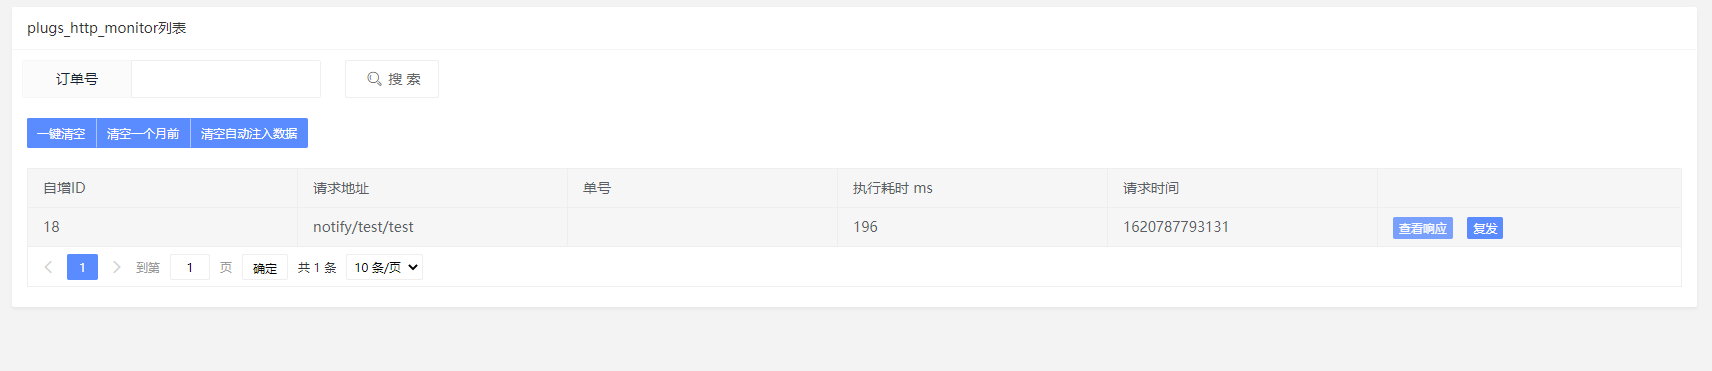 plugs_http_monitor列表
订单号 搜 索
一键清空 清空一个月前 清空自动注入数据
自增ID 请求地址 单号 执行耗时 ms 请求时间
18 notify/test/test 196 1620787793131 查看响应 复发
1 到第 1 页 确定 共 1 条 10 条/页